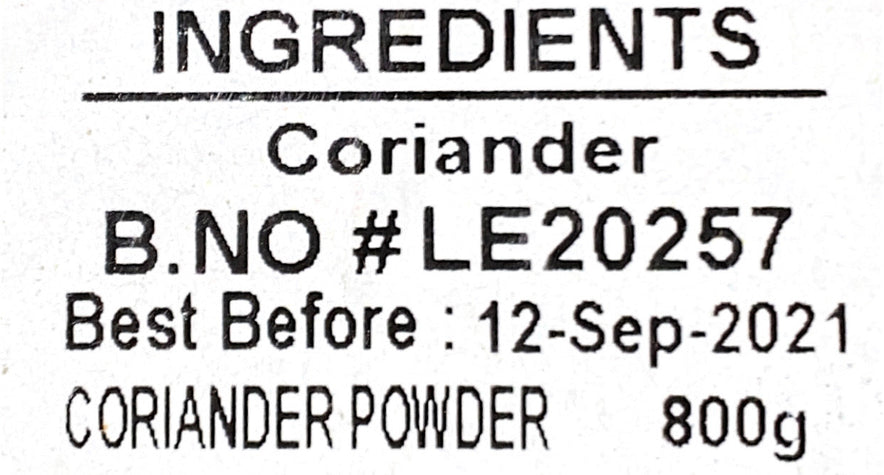 INGREDIENTS
Coriander
B.NO #LE20257
Best Before : 12-Sep-2021
CORIANDER POWDER 800g